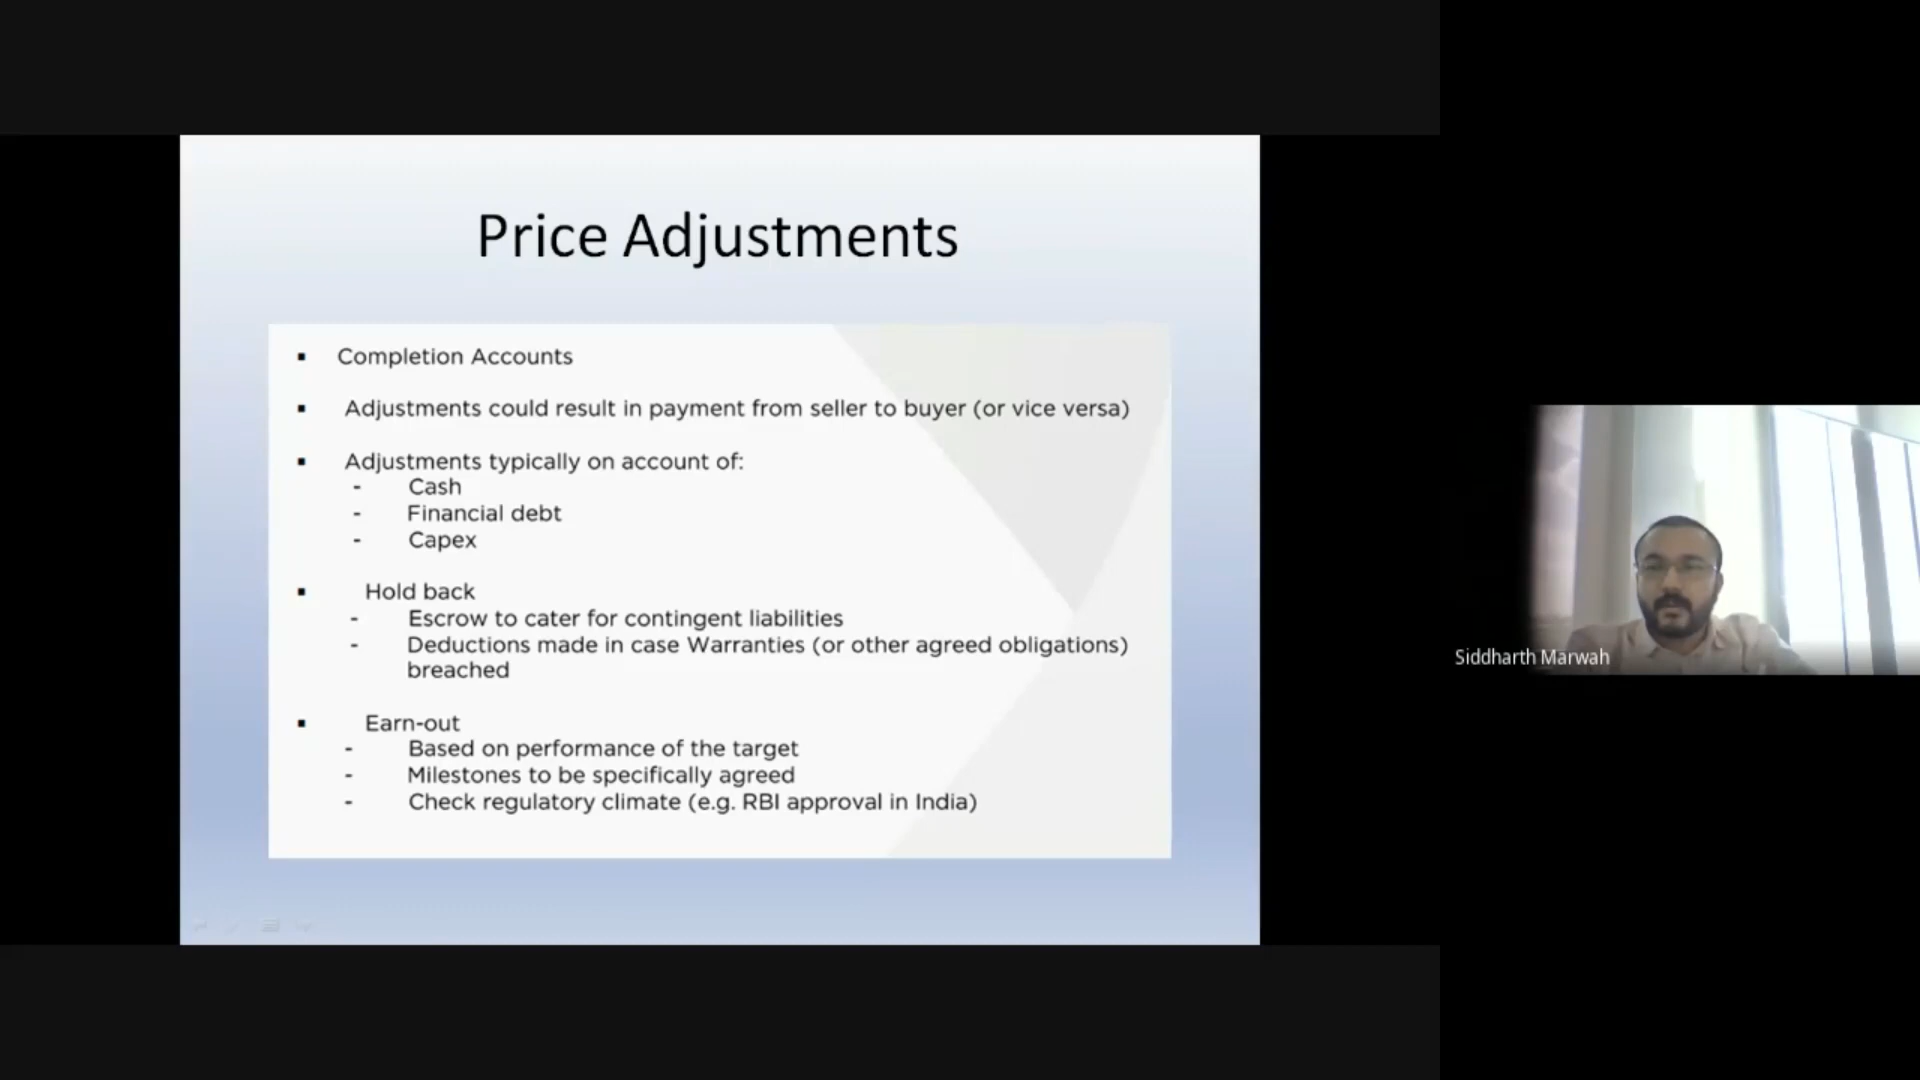 Price Adjustments
▪ Completion Accounts
▪ Adjustments could result in payment from seller to buyer (or vice versa)
▪ Adjustments typically on account of:
- Cash
- Financial debt
- Capex
▪ Hold back
- Escrow to cater for contingent liabilities
- Deductions made in case Warranties (or other agreed obligations)
breached
▪ Earn-out
- Based on performance of the target
- Milestones to be specifically agreed
- Check regulatory climate (e.g. RBI approval in India)
Siddharth Marwah